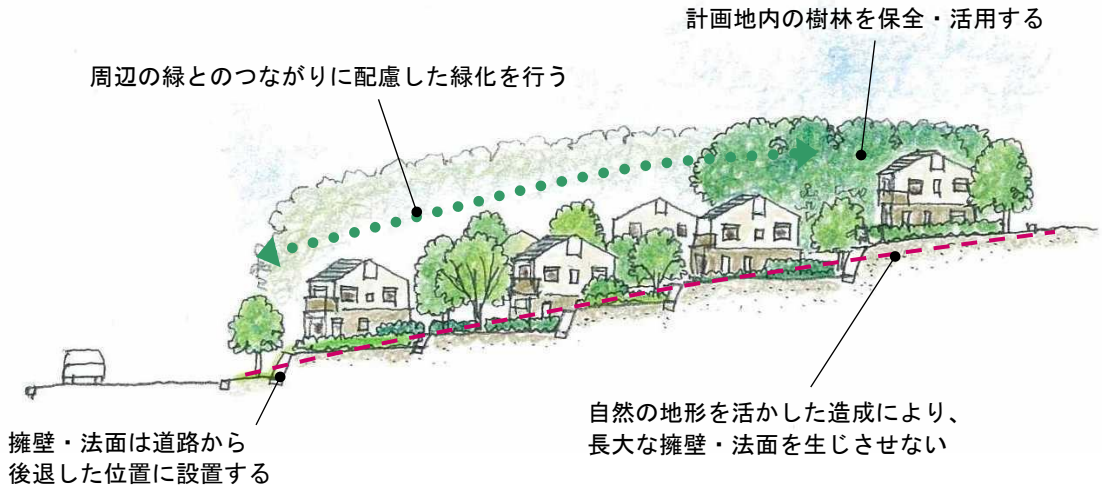 計画地内の樹林を保全・活用する
周辺の緑とのつながりに配慮した緑化を行う
自然の地形を活かした造成により、
長大な擁壁・法面を生じさせない
擁壁・法面は道路から
後退した位置に設置する